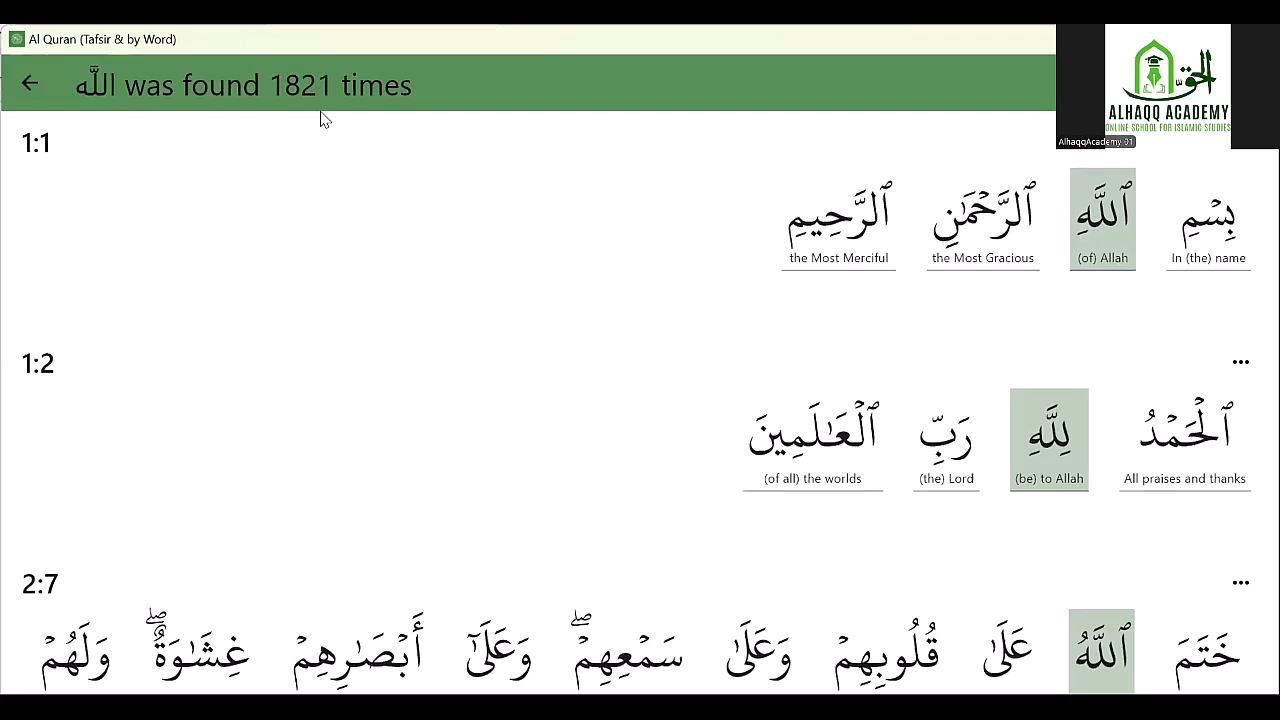 Al Quran (Tafsir & by Word)
اللَّه was found 1821 times
الحق
ALHAQQ ACADEMY
ONLINE SCHOOL FOR ISLAMIC STUDIES
AlhaqqAcademy 01
1:1
بِسْمِ ٱللَّهِ ٱلرَّحْمَٰنِ ٱلرَّحِيمِ
In (the) name (of) Allah the Most Gracious the Most Merciful
1:2
...
ٱلْحَمْدُ لِلَّهِ رَبِّ ٱلْعَٰلَمِينَ
All praises and thanks (be) to Allah (the) Lord (of all) the worlds
2:7
...
خَتَمَ ٱللَّهُ عَلَىٰ قُلُوبِهِمْ وَعَلَىٰ سَمْعِهِمْ ۖ وَعَلَىٰٓ أَبْصَٰرِهِمْ غِشَٰوَةٌ ۖ وَلَهُمْ